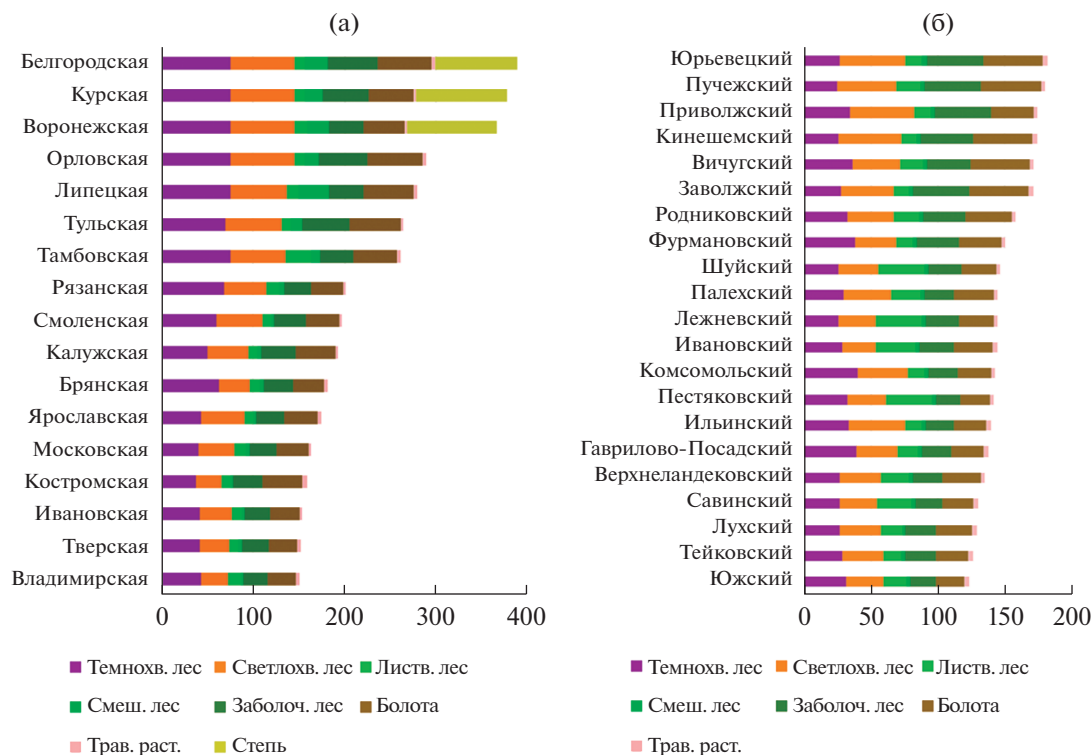 (а)
Белгородская
Курская
Воронежская
Орловская
Липецкая
Тульская
Тамбовская
Рязанская
Смоленская
Калужская
Брянская
Ярославская
Московская
Костромская
Ивановская
Тверская
Владимирская
0 100 200 300 400
Темнохв. лес Светлохв. лес Листв. лес
Смеш. лес Заболоч. лес Болота
Трав. раст. Степь
(б)
Юрьевецкий
Пучежский
Приволжский
Кинешемский
Вичугский
Заволжский
Родниковский
Фурмановский
Шуйский
Палехский
Лежневский
Ивановский
Комсомольский
Пестяковский
Ильинский
Гаврилово-Посадский
Верхнеландековский
Савинский
Лухский
Тейковский
Южский
0 50 100 150 200
Темнохв. лес Светлохв. лес Листв. лес
Смеш. лес Заболоч. лес Болота
Трав. раст.